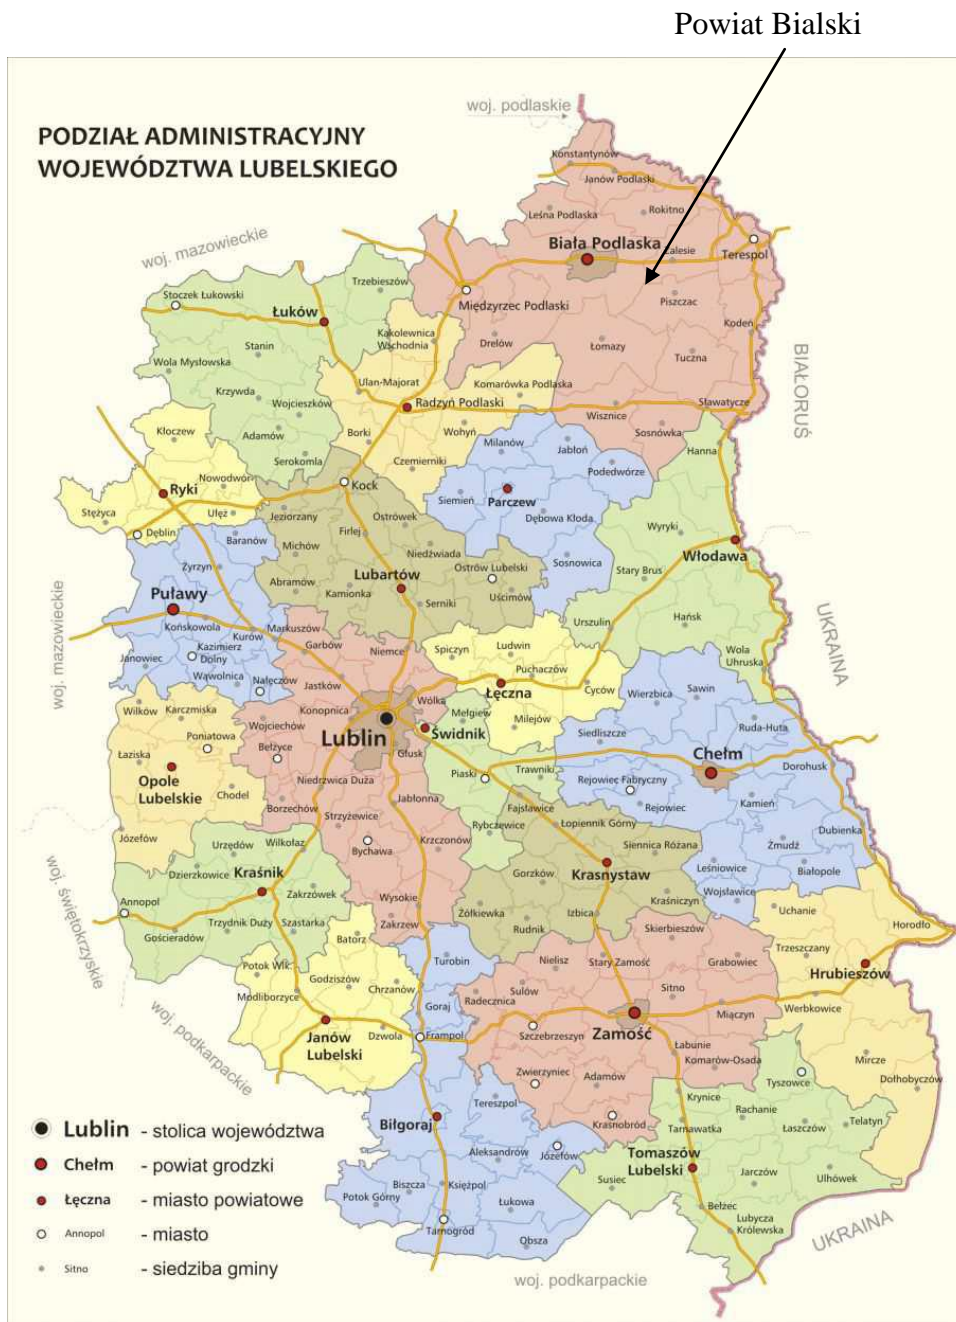 Powiat Bialski
woj. podlaskie
PODZIAŁ ADMINISTRACYJNY
WOJEWÓDZTWA LUBELSKIEGO
Konstantynów
Janów Podlaski
Leśna Podlaska
Rokitno
woj. mazowieckie
Biała Podlaska
Zalesie
Terespol
Trzebieszów
Stoczek Łukowski
Międzyrzec Podlaski
Piszczac
Łuków
Kodeń
Kąkolewnica
Wschodnia
Drelów
Łomazy
Tuczna
BIAŁORUŚ
Stanin
Wola Mysłowska
Ulan-Majorat
Komarówka Podlaska
Krzywda
Wojcieszków
Radzyń Podlaski
Sławatycze
Wisznice
Kłoczew
Adamów
Borki
Wohyń
Sosnówka
Milanów
Jabłoń
Hanna
Serokomla
Czemierniki
Podedwórze
Nowodwór
Kock
Ryki
Siemień
Parczew
Stężyca
Ułęż
Jeziorzany
Ostrówek
Dębowa Kłoda
Dęblin
Firlej
Wyryki
Baranów
Michów
Niedźwiada
Włodawa
Żyrzyn
Ostrów Lubelski
Sosnowica
Stary Brus
Abramów
Lubartów
Kamionka
Puławy
Serniki
Uścimów
woj. mazowieckie
Końskowola
Markuszów
Urszulin
Hańsk
UKRAINA
Kurów
Garbów
Kazimierz
Dolny
Niemce
Spiczyn
Ludwin
Wola
Uhruska
Janowiec
Wąwolnica
Puchaczów
Nałęczów
Jastków
Łęczna
Cyców
Wierzbica
Sawin
Wilków
Karczmiska
Konopnica
Wólka
Mełgiew
Milejów
Wojciechów
Ruda-Huta
Poniatowa
Lublin
Świdnik
Siedliszcze
Łaziska
Bełżyce
Głusk
Chełm
Dorohusk
Piaski
Trawniki
Opole
Lubelskie
Niedrzwica Duża
Rejowiec Fabryczny
Chodel
Jabłonna
Fajsławice
Rejowiec
Kamień
Borzechów
Strzyżewice
Rybczewice
Łopiennik Górny
Dubienka
Józefów
Urzędów
Wilkołaz
Krzczonów
Siennica Różana
Żmudź
Bychawa
Dzierzkowice
Kraśnik
Gorzków
Krasnystaw
Leśniowice
Białopole
woj. świętokrzyskie
Zakrzówek
Wysokie
Kraśniczyn
Wojsławice
Annopol
Żółkiewka
Izbica
Uchanie
Trzydnik Duży
Szastarka
Zakrzew
Rudnik
Skierbieszów
Horodło
Gościeradów
Batorz
Trzeszczany
Turobin
Nielisz
Stary Zamość
Grabowiec
Potok Wlk.
Godziszów
Hrubieszów
Modliborzyce
Chrzanów
Goraj
Radecznica
Sułów
Sitno
Werbkowice
Miączyn
Szczebrzeszyn
Zamość
Janów
Lubelski
Dzwola
Frampol
Łabunie
woj. podkarpackie
Komarów-Osada
Mircze
Zwierzyniec
Adamów
Tyszowce
Dołhobyczów
Tereszpol
Krynice
Biłgoraj
Krasnobród
Rachanie
Telatyn
Tarnawatka
Łaszczów
Lublin - stolica województwa
Chełm - powiat grodzki
Łęczna - miasto powiatowe
Annopol - miasto
Sitno - siedziba gminy
Aleksandrów
Józefów
Tomaszów
Lubelski
Biszcza
Księżpol
Susiec
Jarczów
Ulhówek
Potok Górny
Łukowa
Bełżec
Tarnogród
Lubycza
Królewska
Obsza
UKRAINA
woj. podkarpackie